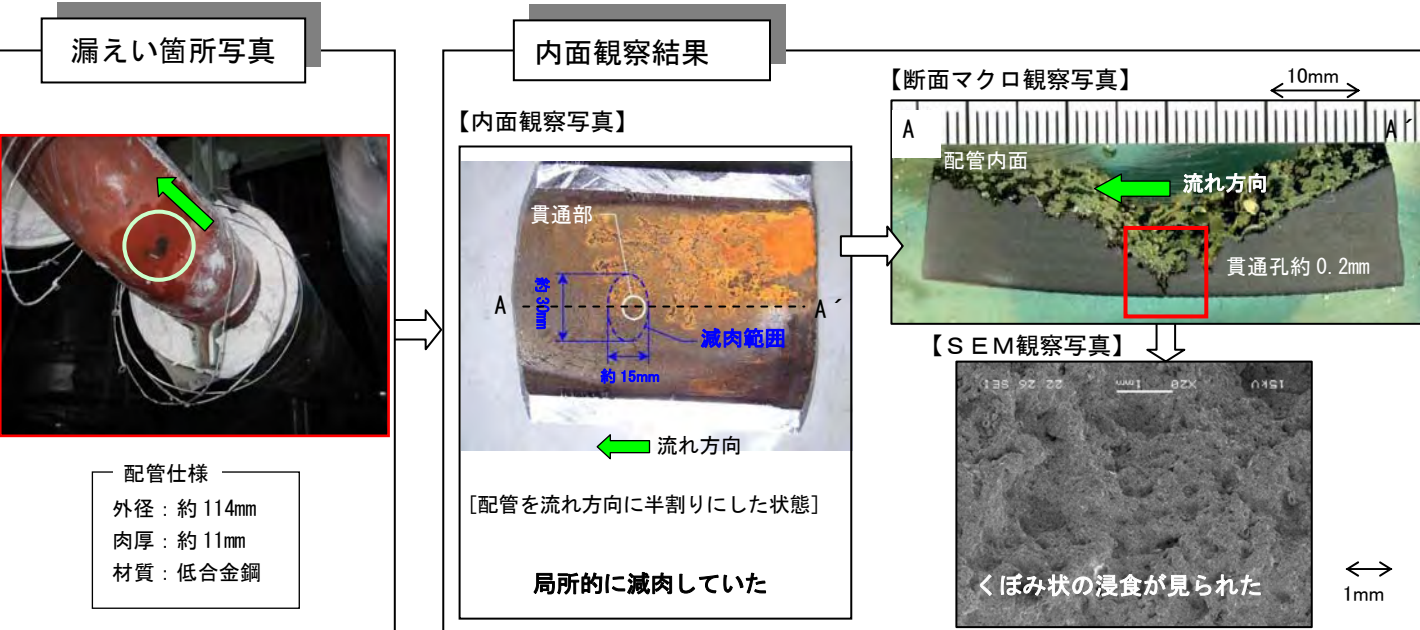 漏えい箇所写真
配管仕様
外径：約114mm
肉厚：約11mm
材質：低合金鋼
内面観察結果
【内面観察写真】
貫通部
A
A´
約30mm
減肉範囲
約15mm
流れ方向
[配管を流れ方向に半割りにした状態]
局所的に減肉していた
【断面マクロ観察写真】
10mm
A
A´
配管内面
流れ方向
貫通孔約0.2mm
【ＳＥＭ観察写真】
15kV X20 1mm 22 26 SEI
くぼみ状の浸食が見られた
1mm